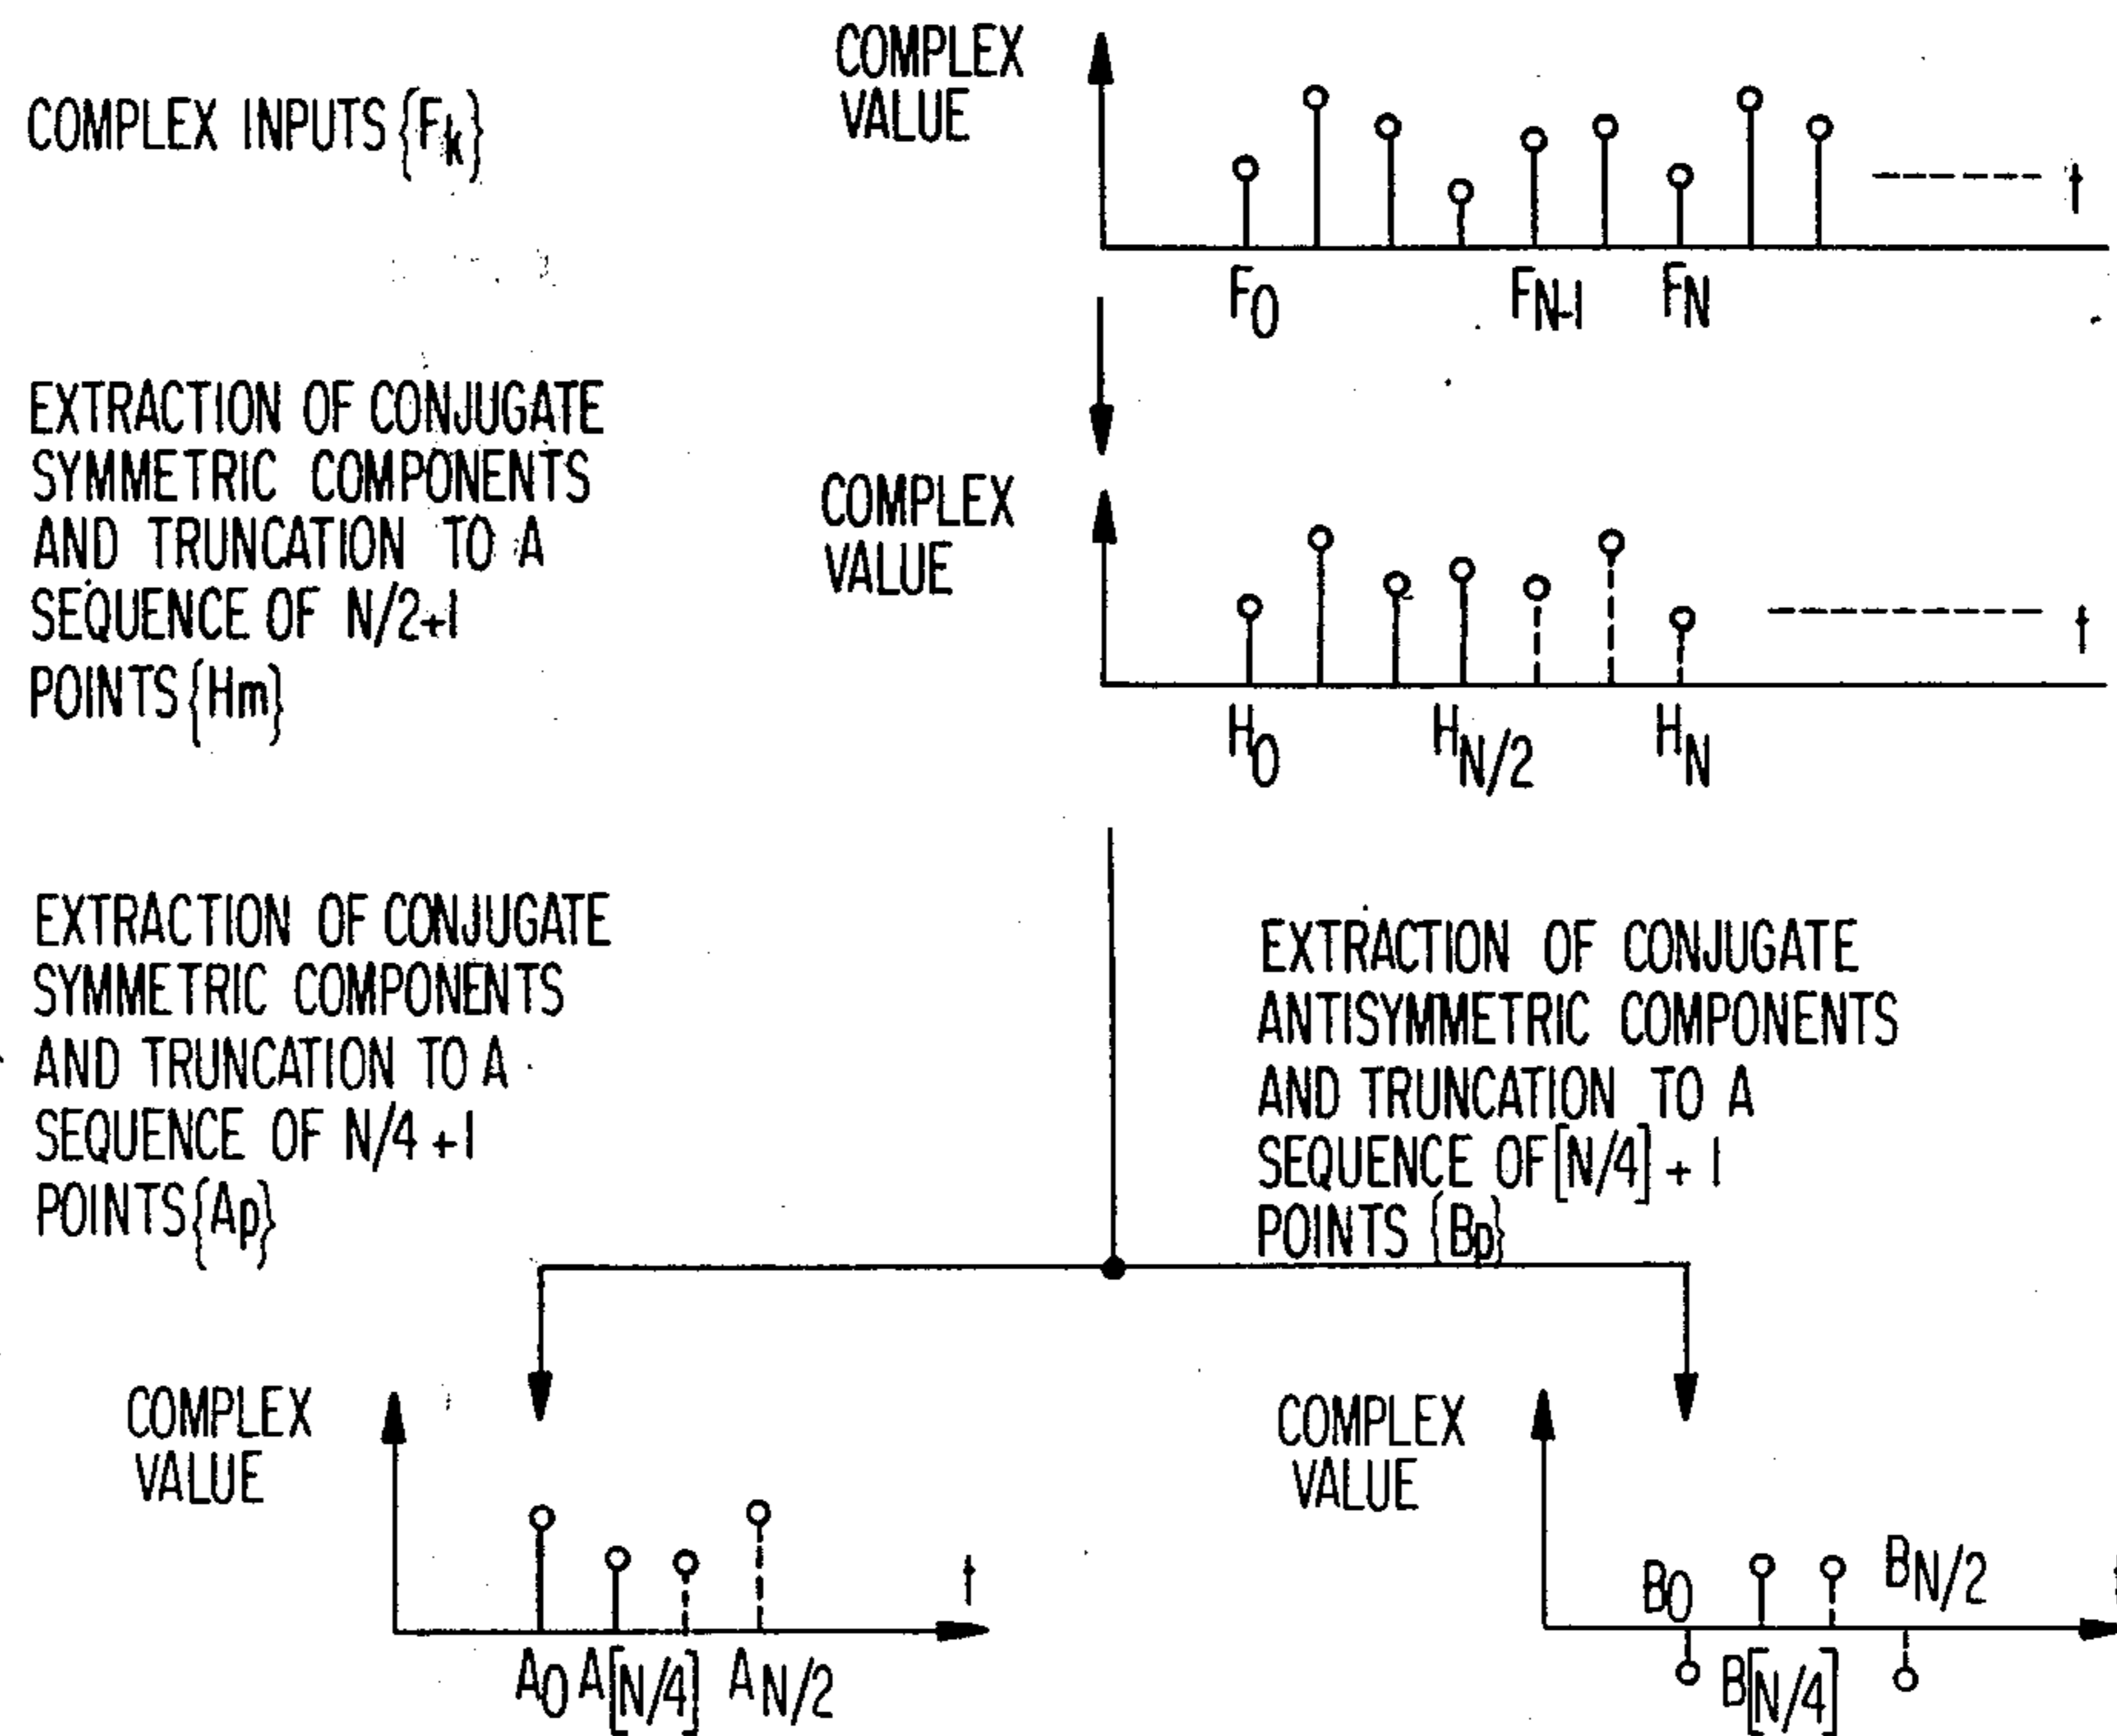 COMPLEX INPUTS {Fk}
COMPLEX
VALUE
t
F0 FN-1 FN
EXTRACTION OF CONJUGATE
SYMMETRIC COMPONENTS
AND TRUNCATION TO A
SEQUENCE OF N/2+1
POINTS {Hm}
COMPLEX
VALUE
t
H0 HN/2 HN
EXTRACTION OF CONJUGATE
SYMMETRIC COMPONENTS
AND TRUNCATION TO A
SEQUENCE OF N/4 +1
POINTS {Ap}
EXTRACTION OF CONJUGATE
ANTISYMMETRIC COMPONENTS
AND TRUNCATION TO A
SEQUENCE OF [N/4] + 1
POINTS {Bp}
COMPLEX
VALUE
t
A0 A[N/4] AN/2
COMPLEX
VALUE
B0 BN/2
B[N/4]